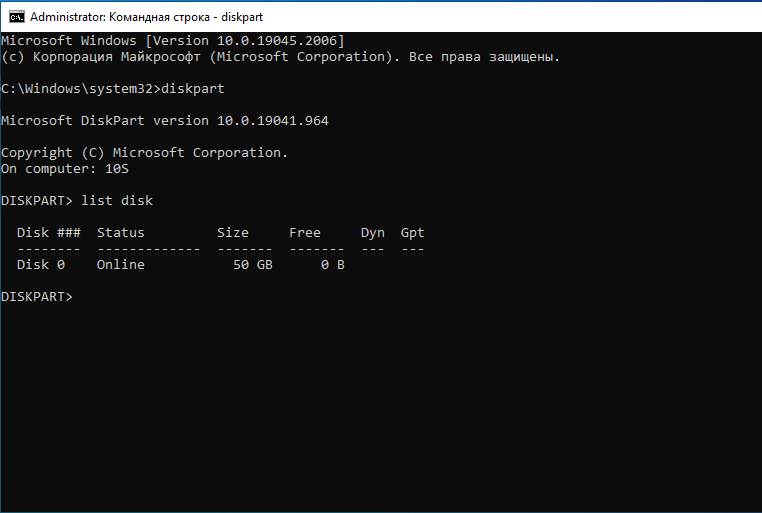 Administrator: Командная строка - diskpart
Microsoft Windows [Version 10.0.19045.2006]
(c) Корпорация Майкрософт (Microsoft Corporation). Все права защищены.
C:\Windows\system32>diskpart
Microsoft DiskPart version 10.0.19041.964
Copyright (C) Microsoft Corporation.
On computer: 10S
DISKPART> list disk
  Disk ###  Status         Size     Free     Dyn  Gpt
  --------  -------------  -------  -------  ---  ---
  Disk 0    Online           50 GB      0 B
DISKPART>